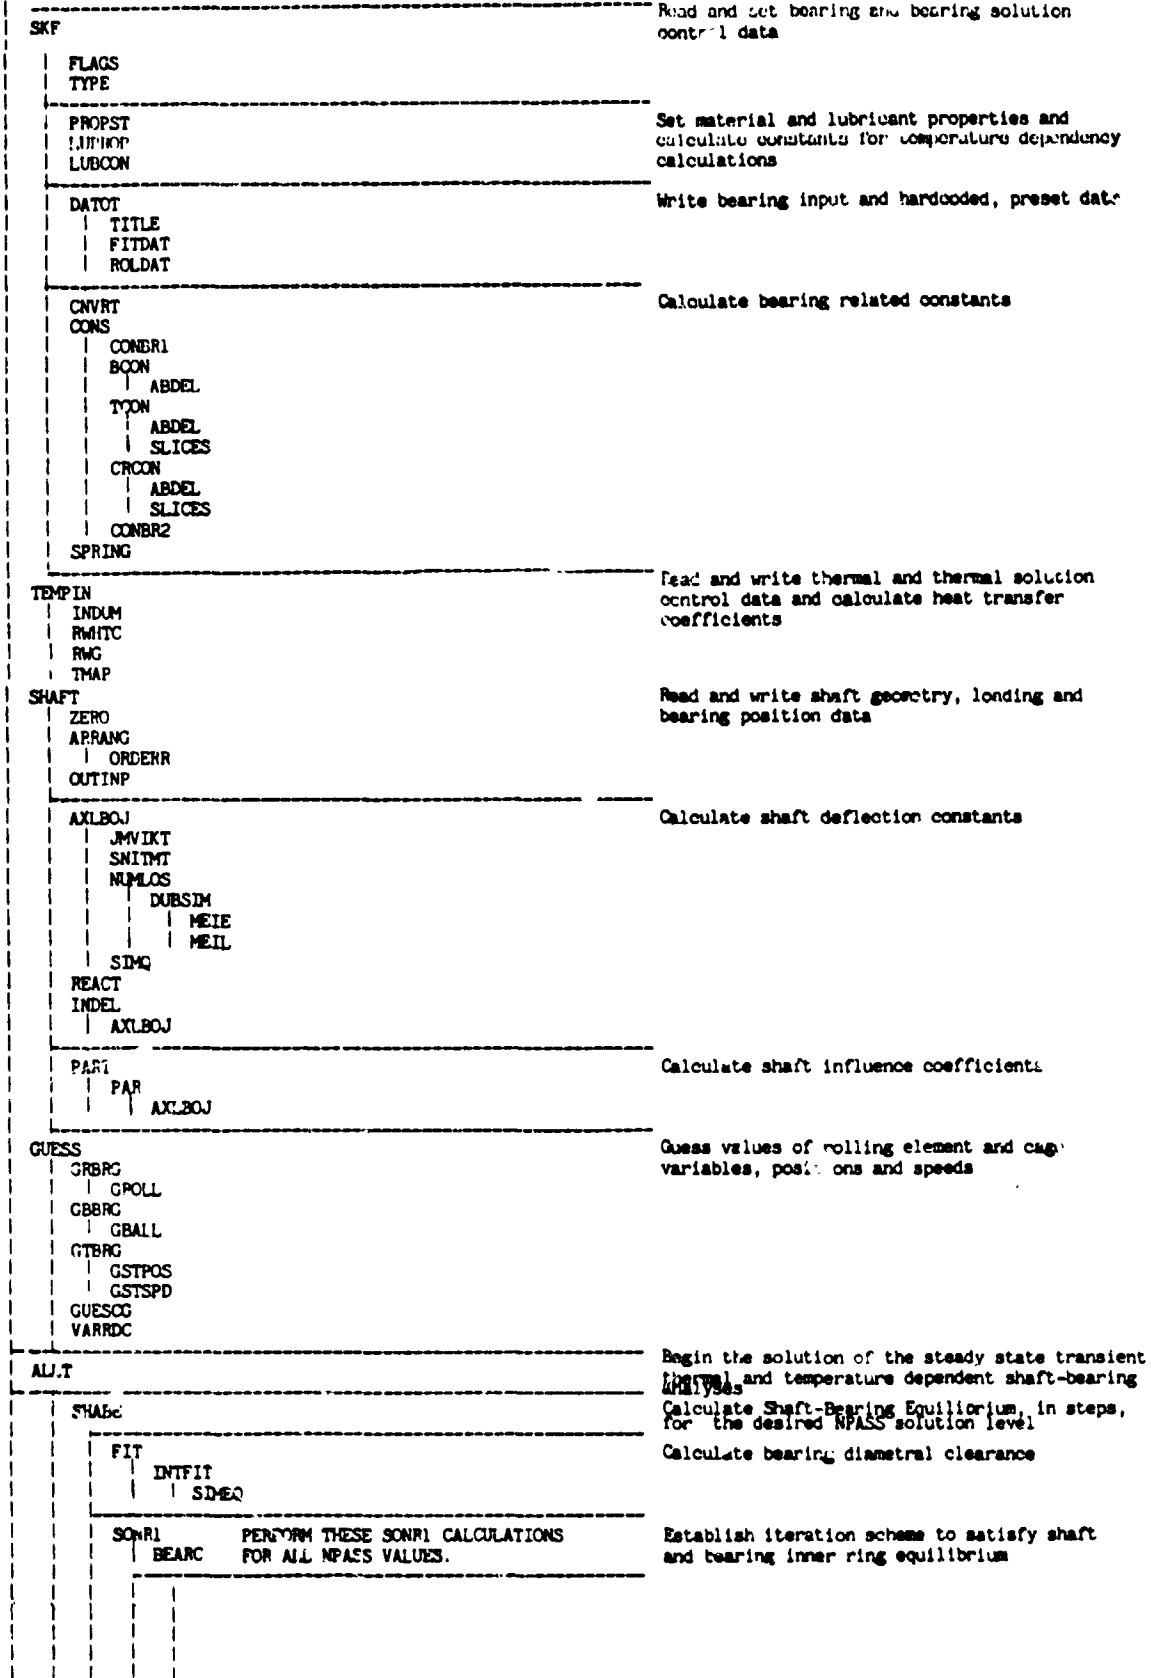 SKF Read and set bearing and bearing solution
control data
FLAGS
TYPE
PROPST Set material and lubricant properties and
calculate constants for temperature dependency
LUBCON calculations
DATOT Write bearing input and hardcoded, preset data
TITLE
FITDAT
ROLDAT
CNVRT Calculate bearing related constants
CONS
CONBR1
BCON
ABDEL
TCON
ABDEL
SLICES
CRCON
ABDEL
SLICES
CONBR2
SPRING
Read and write thermal and thermal solution
TEMPIN control data and calculate heat transfer
INDUM coefficients
RWHTC
RWG
TMAP
SHAFT Read and write shaft geometry, loading and
ZERO bearing position data
ARRANG
ORDERR
OUTINP
AXLBOJ Calculate shaft deflection constants
JMVIKT
SNITMT
NUMLOS
DUBSIM
MEIE
MEIL
SIMQ
REACT
INDEL
AXLBOJ
Calculate shaft influence coefficients
PAR
AXLBOJ
GUESS Guess values of rolling element and cage
GRBRG variables, positions and speeds
GROLL
GBBRG
GBALL
GTBRG
GSTPOS
GSTSPD
GUESCG
VARRDC
Begin the solution of the steady state transient
thermal and temperature dependent shaft-bearing
analyses
Calculate Shaft-Bearing Equilibrium, in steps,
for the desired NPASS solution level
FIT Calculate bearing diametral clearance
INTFIT
SIMEQ
SONR1 PERFORM THESE SONR1 CALCULATIONS Establish iteration scheme to satisfy shaft
BEARC FOR ALL NPASS VALUES. and bearing inner ring equilibrium